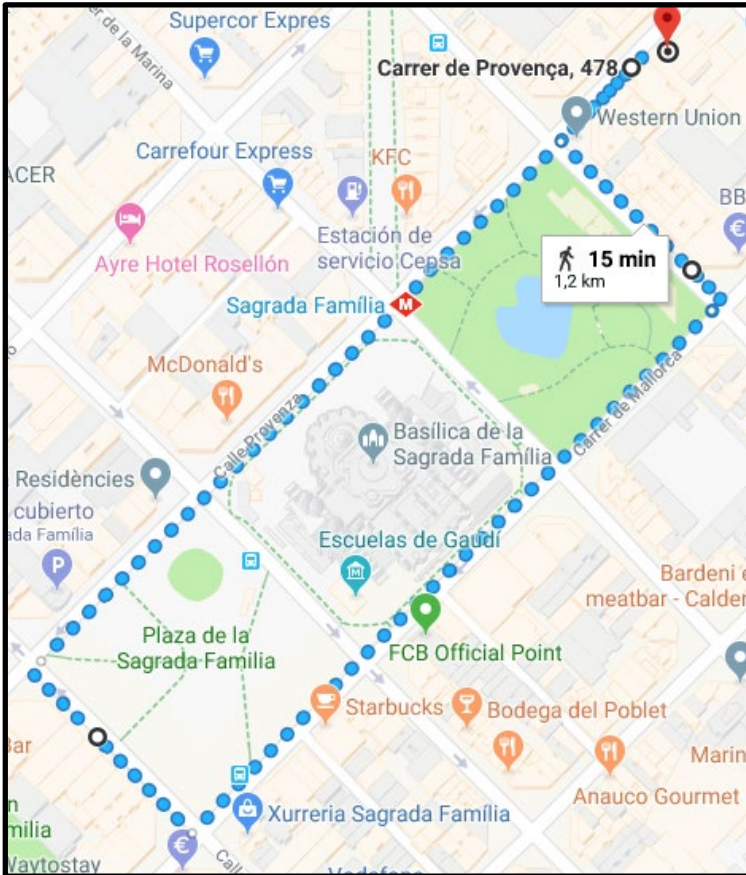 Supercor Expres
er de la Marina
Carrer de Provença, 478
Western Union
ACER
Carrefour Express
KFC
BB
€
Ayre Hotel Rosellón
Estación de
servicio Cepsa
15 min
1,2 km
Sagrada Família
M
McDonald's
Carrer de Mallorca
Calle Provenza
Basílica de la
Sagrada Família
Residències
cubierto
ada Família
P
Escuelas de Gaudí
Bardeni e
meatbar - Calder
Plaza de la
Sagrada Familia
FCB Official Point
Starbucks
Bodega del Poblet
Bar
Marin
Anauco Gourmet
Xurreria Sagrada Família
n
milia
€
Waytostay
Call
Vodafone